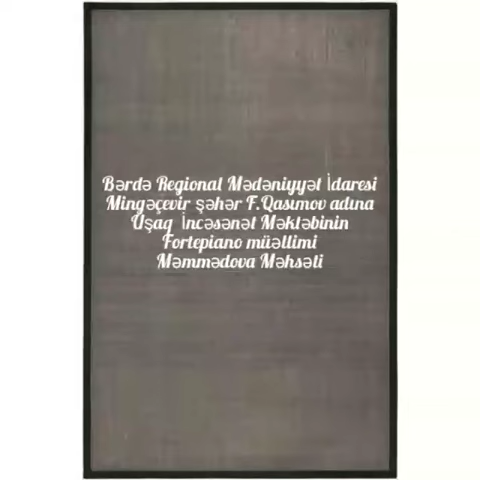 Bərdə Regional Mədəniyyət İdaresi
Mingəçevir şəhər F.Qasımov adına
Uşaq İncəsənət Məktəbinin
Fortepiano müəllimi
Məmmədova Məhsəti